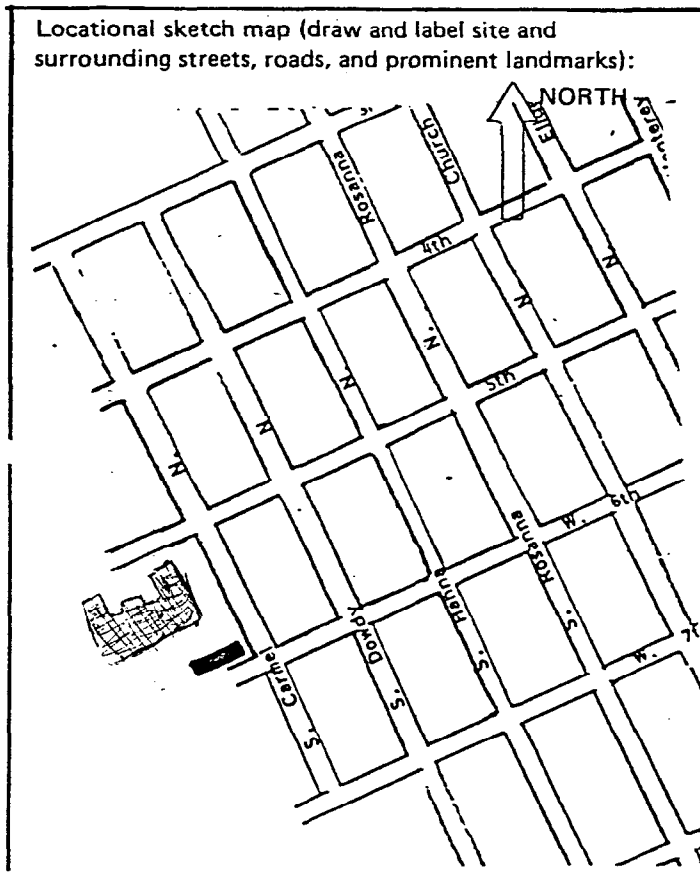 Locational sketch map (draw and label site and
surrounding streets, roads, and prominent landmarks):
NORTH
S.
Rosanna
Church
4th
N.
N
N
N.
N
N
N.
5th
6th
W.
S. Rosanna
S. Hanna
S. Dowdy
S. Carmel
W.